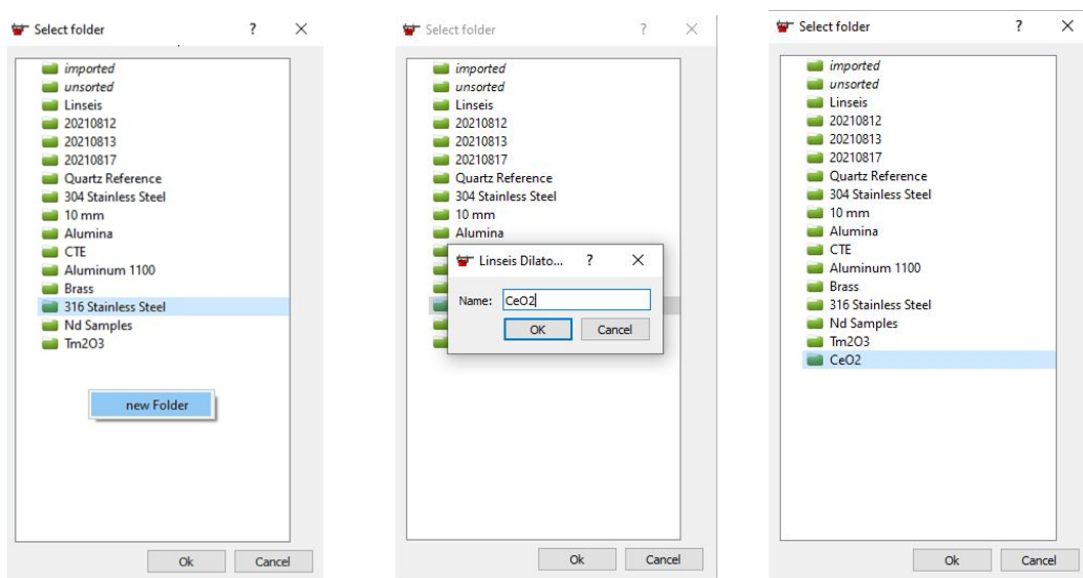 Select folder ?
imported
unsorted
Linseis
20210812
20210813
20210817
Quartz Reference
304 Stainless Steel
10 mm
Alumina
CTE
Aluminum 1100
Brass
316 Stainless Steel
Nd Samples
Tm2O3
new Folder
Ok Cancel
Select folder ?
imported
unsorted
Linseis
20210812
20210813
20210817
Quartz Reference
304 Stainless Steel
10 mm
Alumina
Linseis Dilato... ?
Name: CeO2
OK Cancel
Ok Cancel
Select folder ?
imported
unsorted
Linseis
20210812
20210813
20210817
Quartz Reference
304 Stainless Steel
10 mm
Alumina
CTE
Aluminum 1100
Brass
316 Stainless Steel
Nd Samples
Tm2O3
CeO2
Ok Cancel